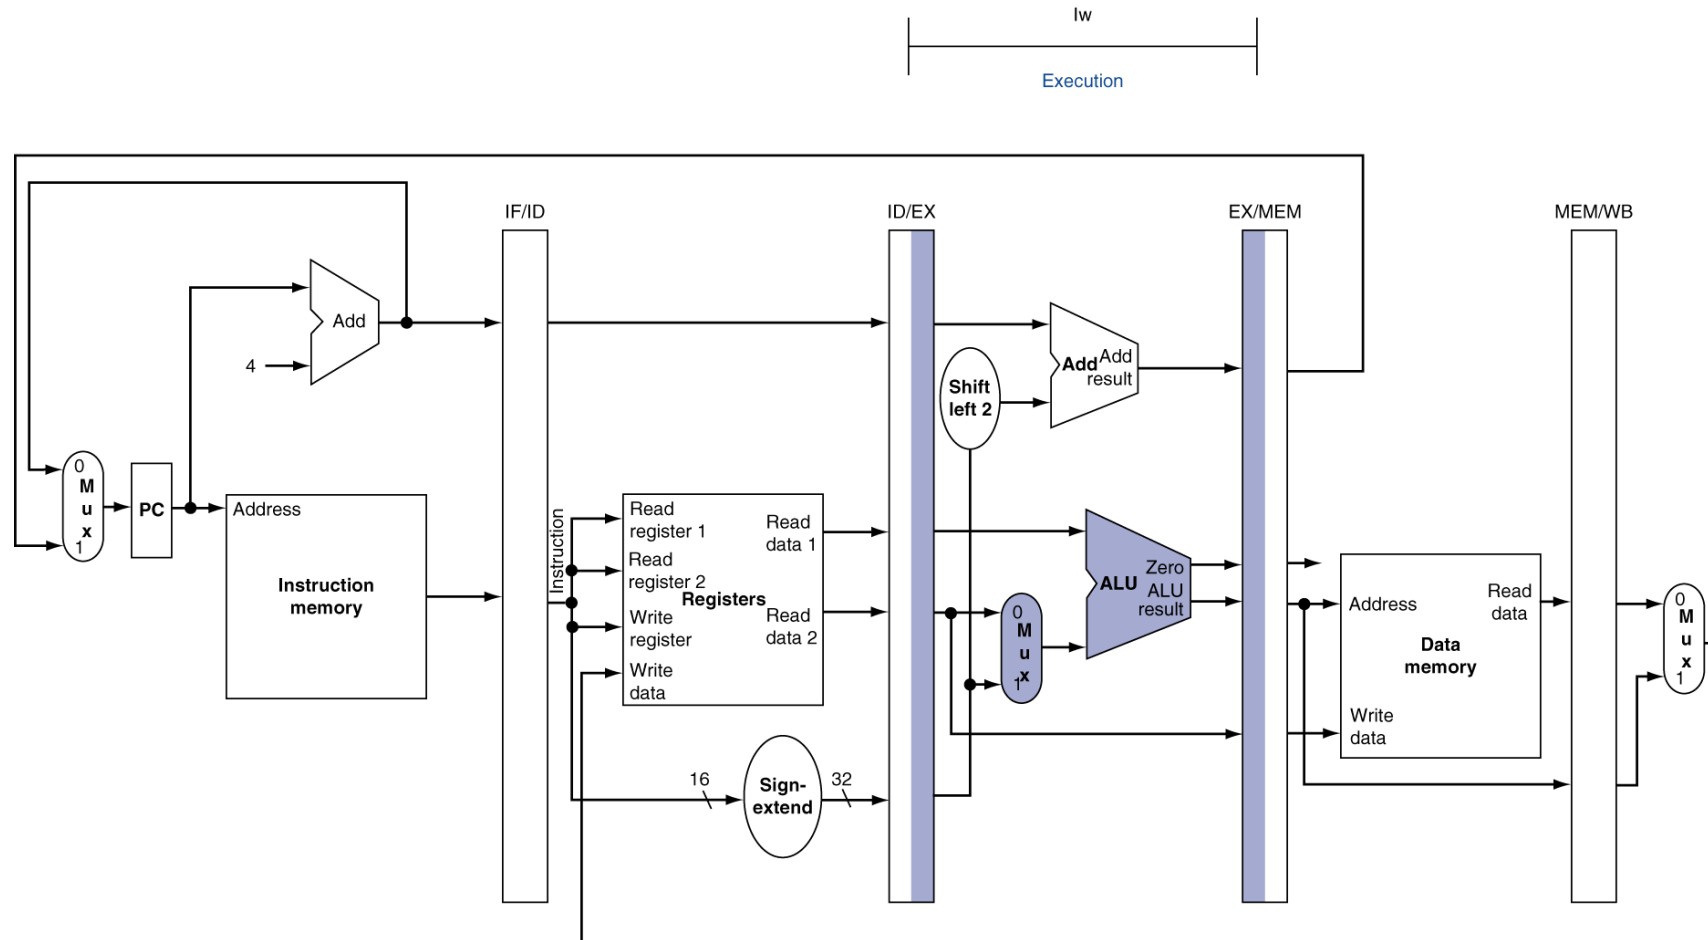 lw
Execution
IF/ID
ID/EX
EX/MEM
MEM/WB
Add
4
Shift
left 2
Add
Add
result
0
M
u
x
1
PC
Address
Instruction
memory
Instruction
Read
register 1
Read
register 2
Write
register
Write
data
Registers
Read
data 1
Read
data 2
16
Sign-
extend
32
0
M
u
x
1
ALU
Zero
ALU
result
Address
Write
data
Data
memory
Read
data
0
M
u
x
1